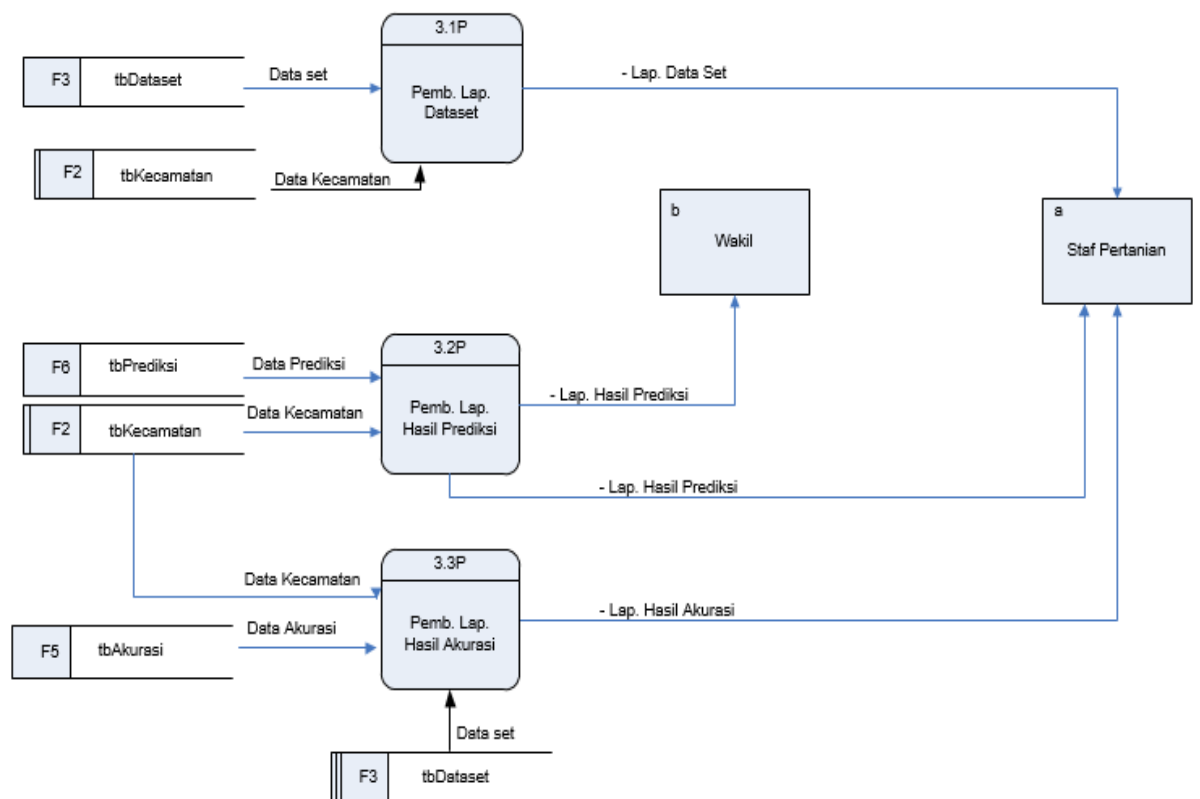 3.1P
Pemb. Lap.
Dataset
F3
tbDataset
Data set
- Lap. Data Set
F2
tbKecamatan
Data Kecamatan
b
Wakil
a
Staf Pertanian
F6
tbPrediksi
Data Prediksi
3.2P
Pemb. Lap.
Hasil Prediksi
- Lap. Hasil Prediksi
F2
tbKecamatan
Data Kecamatan
- Lap. Hasil Prediksi
3.3P
Pemb. Lap.
Hasil Akurasi
Data Kecamatan
- Lap. Hasil Akurasi
F5
tbAkurasi
Data Akurasi
Data set
F3
tbDataset